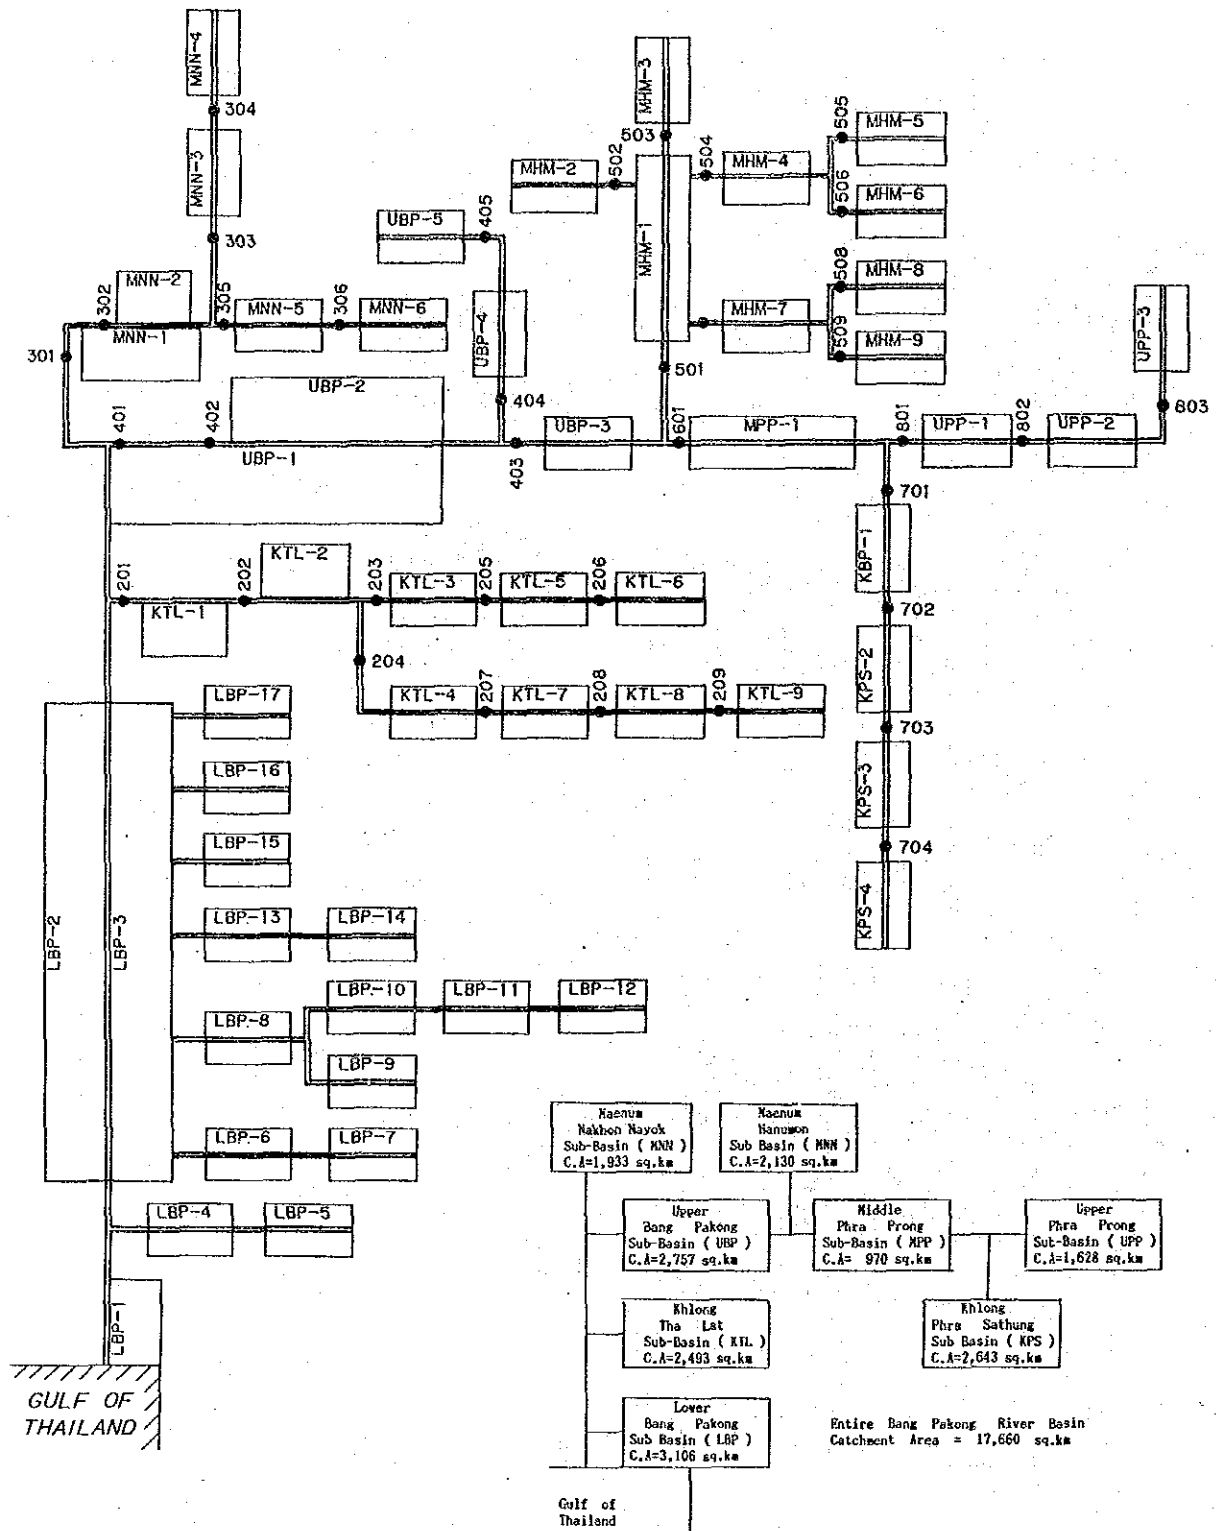 MNN-4
304
MNN-3
303
MNN-2
302
305
MNN-5
306
MNN-6
MNN-1
301
MHM-3
503
MHM-2
502
504
MHM-4
505
MHM-5
506
MHM-6
MHM-1
508
MHM-8
MHM-7
509
MHM-9
501
UBP-5
405
UBP-4
404
UPP-3
803
UBP-2
401
402
UBP-1
403
UBP-3
601
MPP-1
801
UPP-1
802
UPP-2
701
KBP-1
702
KPS-2
703
KPS-3
704
KPS-4
201
202
KTL-2
203
KTL-3
205
KTL-5
206
KTL-6
KTL-1
204
KTL-4
207
KTL-7
208
KTL-8
209
KTL-9
LBP-17
LBP-16
LBP-15
LBP-2
LBP-3
LBP-13
LBP-14
LBP-10
LBP-11
LBP-12
LBP-8
LBP-9
LBP-6
LBP-7
LBP-4
LBP-5
LBP-1
GULF OF
THAILAND
Maenum
Nakhon Nayok
Sub-Basin ( MNN )
C.A=1,933 sq.km
Maenum
Hanumon
Sub Basin ( MNM )
C.A=2,130 sq.km
Upper
Bang Pakong
Sub-Basin ( UBP )
C.A=2,757 sq.km
Middle
Phra Prong
Sub-Basin ( MPP )
C.A= 970 sq.km
Upper
Phra Prong
Sub-Basin ( UPP )
C.A=1,628 sq.km
Khlong
Tha Lat
Sub-Basin ( KTL )
C.A=2,493 sq.km
Khlong
Phra Sathung
Sub Basin ( KPS )
C.A=2,643 sq.km
Lower
Bang Pakong
Sub Basin ( LBP )
C.A=3,106 sq.km
Entire Bang Pakong River Basin
Catchment Area = 17,660 sq.km
Gulf of
Thailand